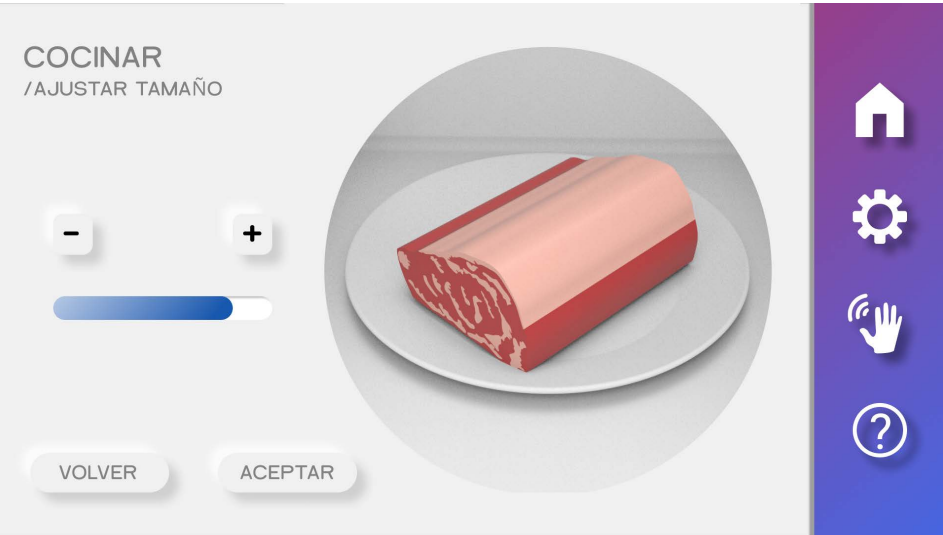 COCINAR
/AJUSTAR TAMAÑO
-
+
VOLVER
ACEPTAR
?